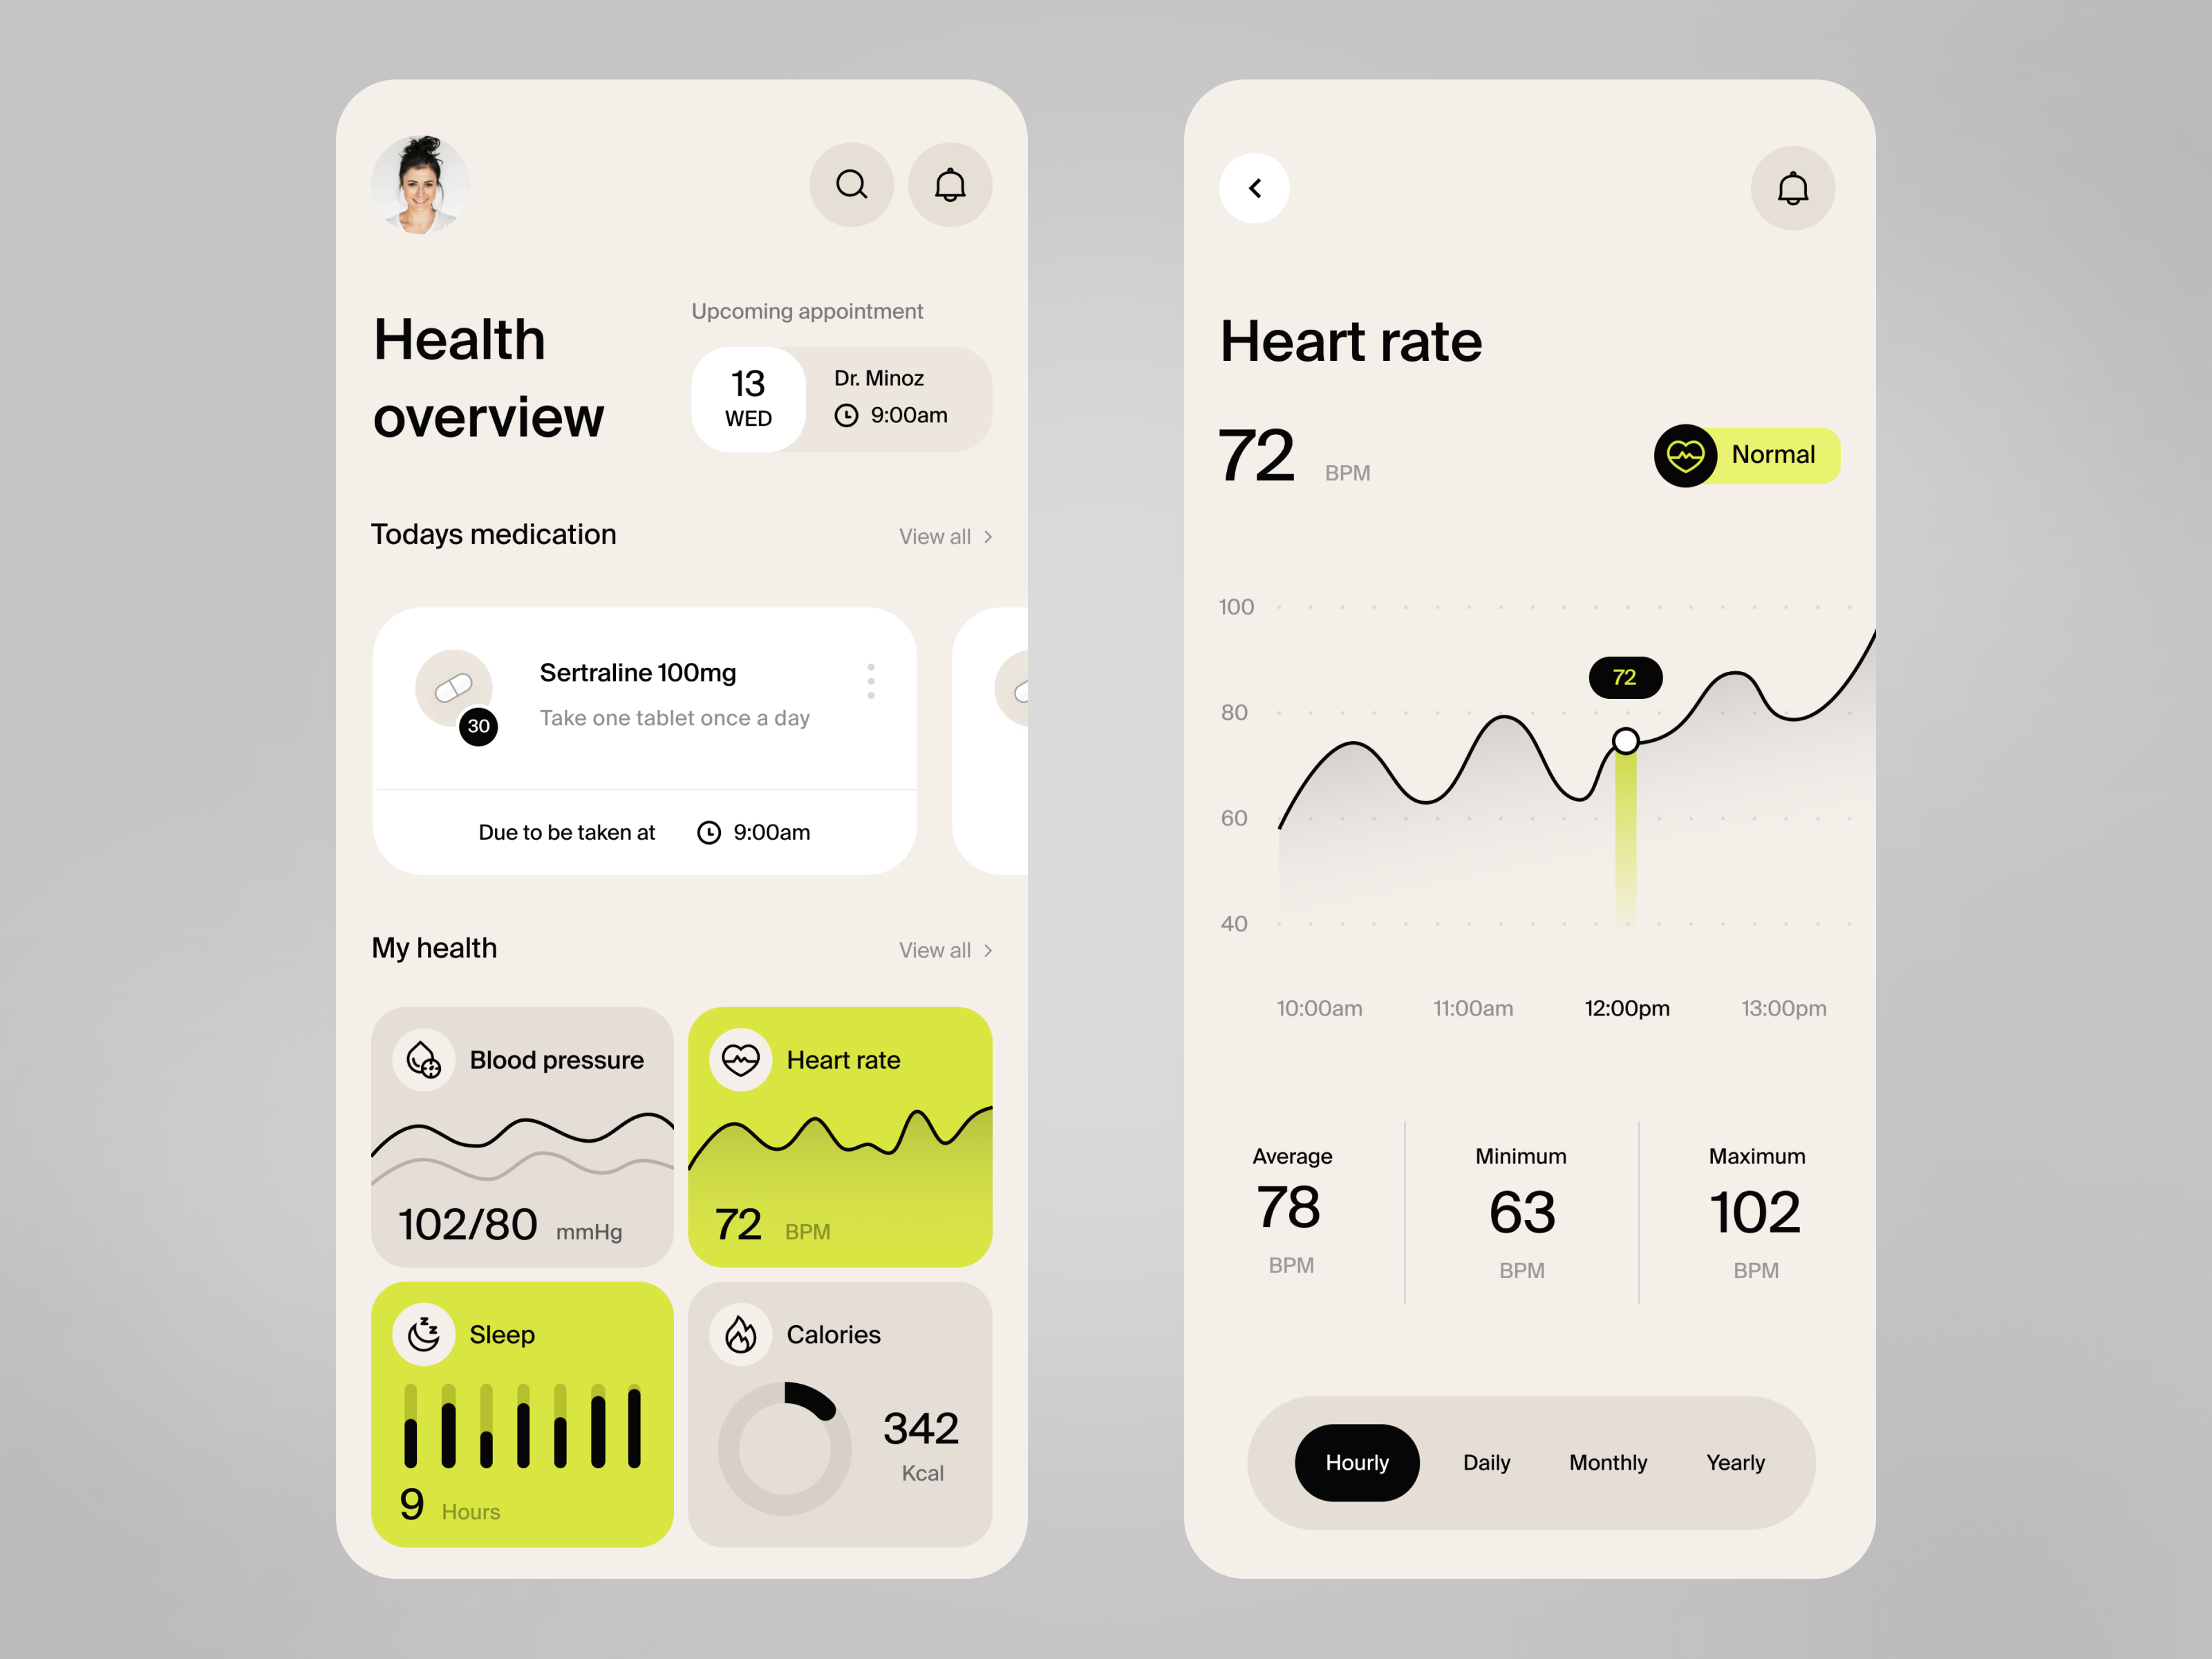 Health
overview
Upcoming appointment
13
WED
Dr. Minoz
9:00am
Todays medication
View all
30
Sertraline 100mg
Take one tablet once a day
Due to be taken at
9:00am
My health
View all
Blood pressure
102/80 mmHg
Heart rate
72 BPM
Sleep
9 Hours
Calories
342
Kcal
Heart rate
72 BPM
Normal
100
80
60
40
72
10:00am
11:00am
12:00pm
13:00pm
Average
78
BPM
Minimum
63
BPM
Maximum
102
BPM
Hourly
Daily
Monthly
Yearly